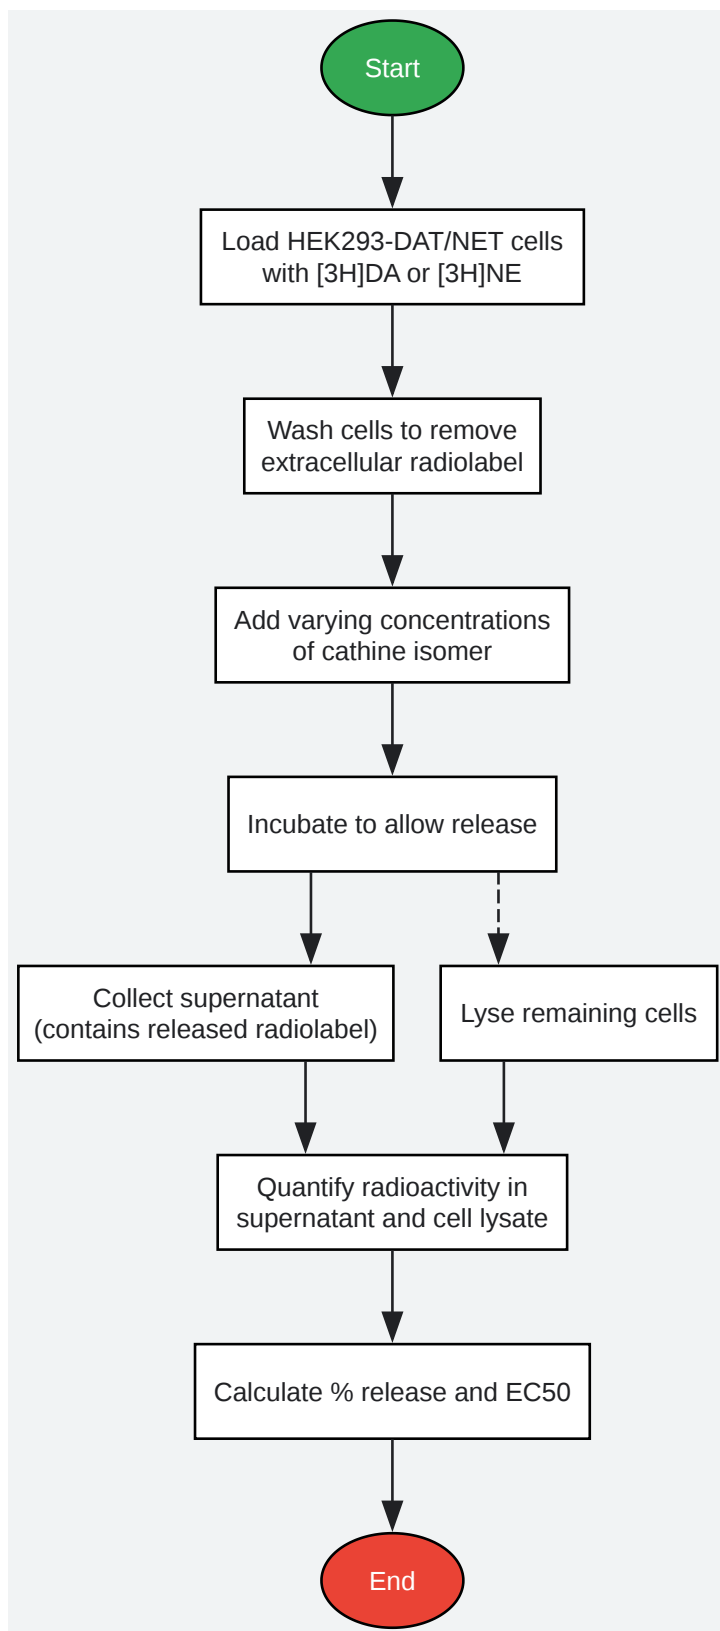 Start
Load HEK293-DAT/NET cells
with [3H]DA or [3H]NE
Wash cells to remove
extracellular radiolabel
Add varying concentrations
of cathine isomer
Incubate to allow release
Collect supernatant
(contains released radiolabel)
Lyse remaining cells
Quantify radioactivity in
supernatant and cell lysate
Calculate % release and EC50
End